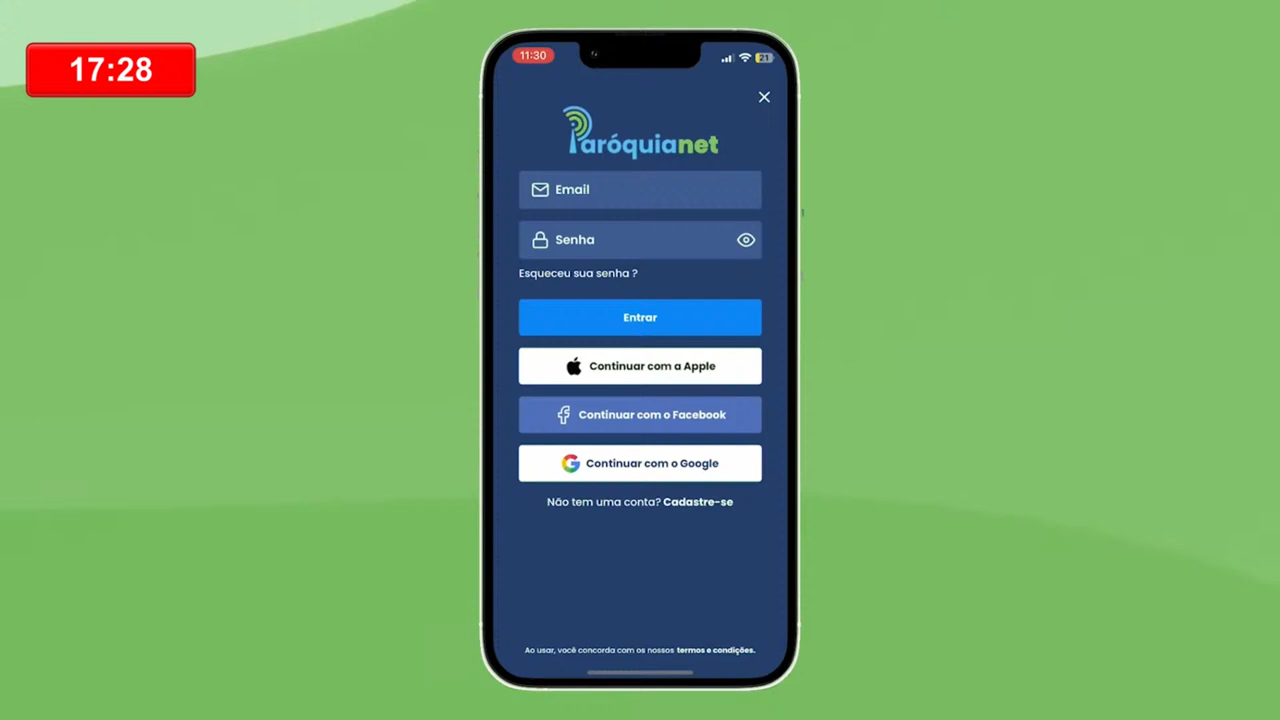 17:28
11:30
21
Paróquianet
Email
Senha
Esqueceu sua senha ?
Entrar
Continuar com a Apple
Continuar com o Facebook
Continuar com o Google
Não tem uma conta? Cadastre-se
Ao usar, você concorda com os nossos termos e condições.